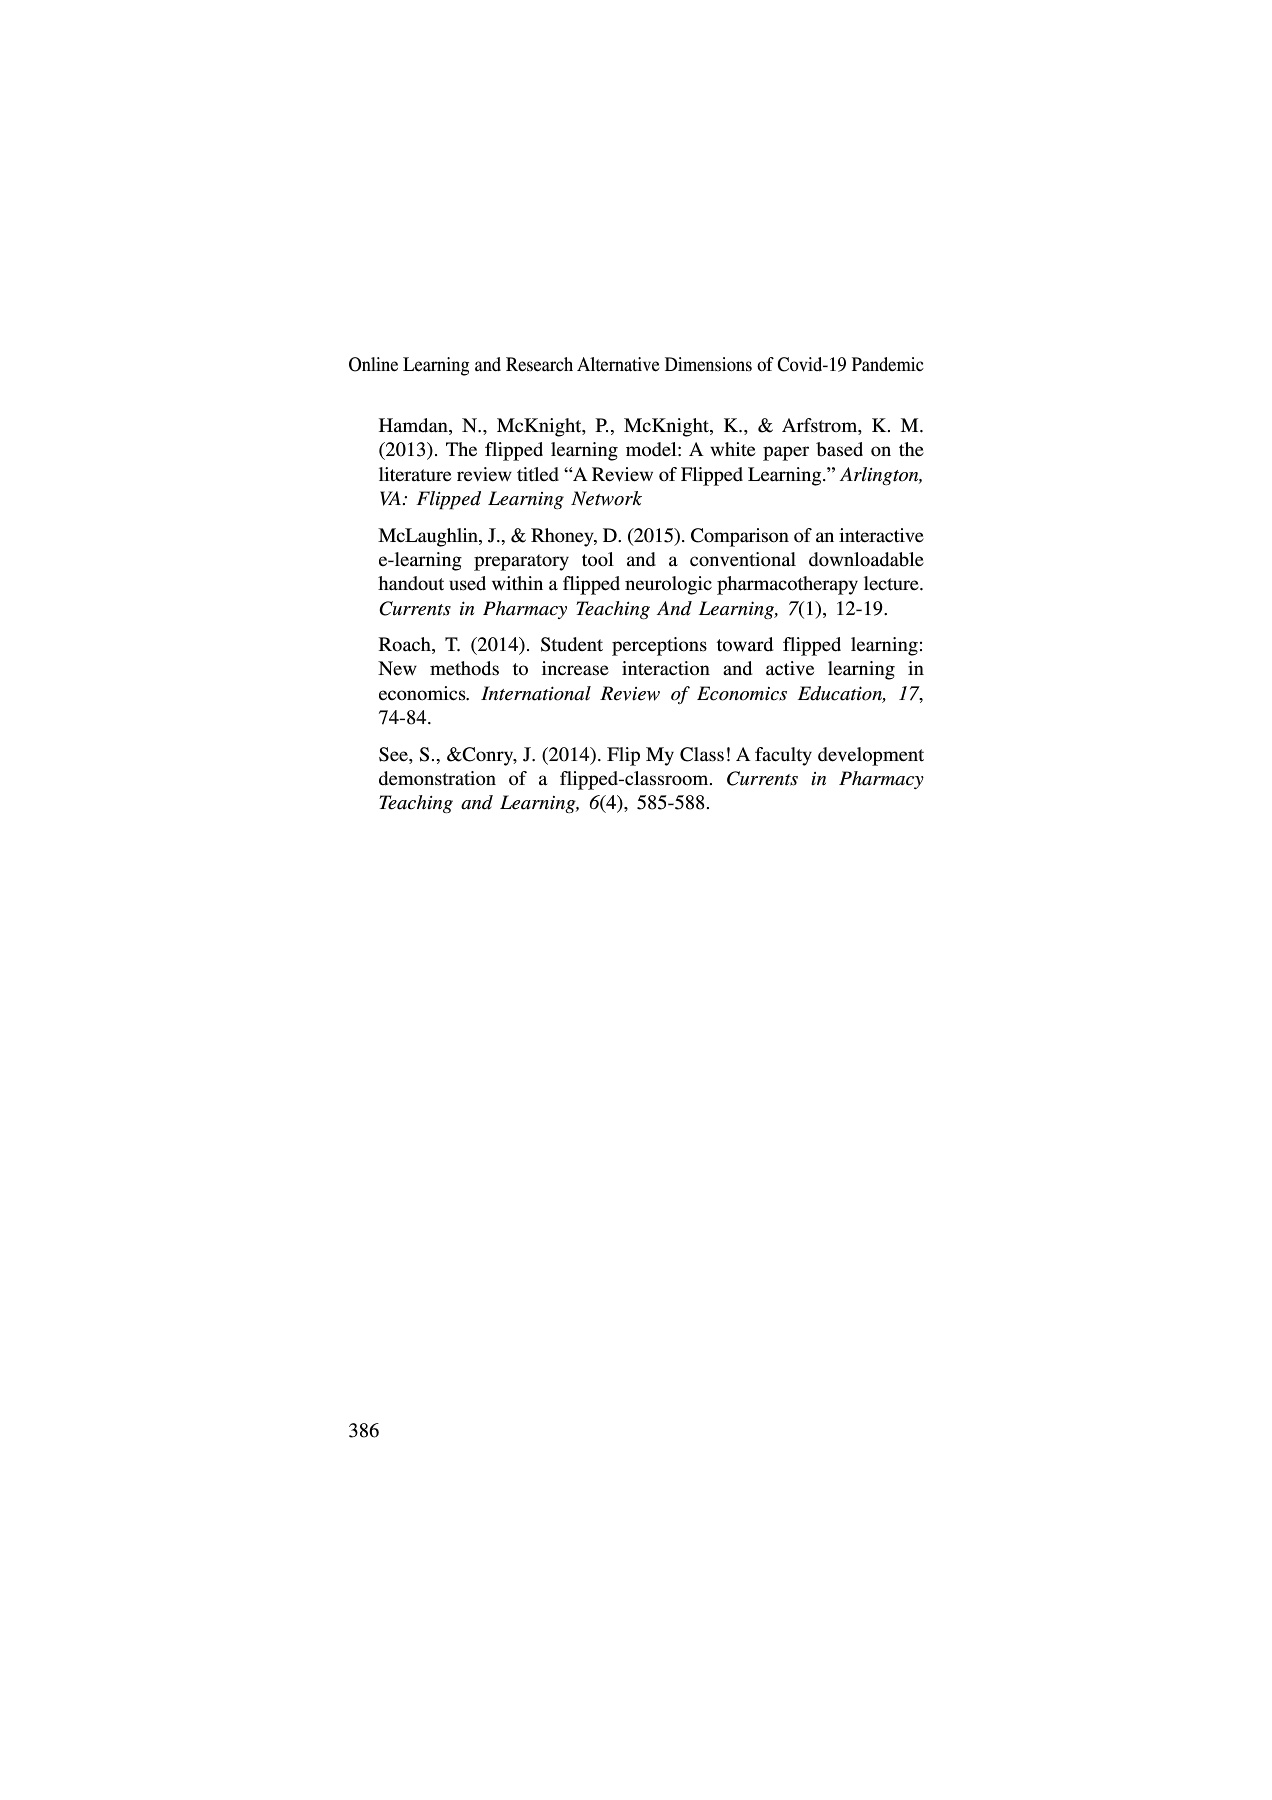 Online Learning and Research Alternative Dimensions of Covid-19 Pandemic
Hamdan, N., McKnight, P., McKnight, K., & Arfstrom, K. M.
(2013). The flipped learning model: A white paper based on the
literature review titled “A Review of Flipped Learning.” Arlington,
VA: Flipped Learning Network
McLaughlin, J., & Rhoney, D. (2015). Comparison of an interactive
e-learning preparatory tool and a conventional downloadable
handout used within a flipped neurologic pharmacotherapy lecture.
Currents in Pharmacy Teaching And Learning, 7(1), 12-19.
Roach, T. (2014). Student perceptions toward flipped learning:
New methods to increase interaction and active learning in
economics. International Review of Economics Education, 17,
74-84.
See, S., &Conry, J. (2014). Flip My Class! A faculty development
demonstration of a flipped-classroom. Currents in Pharmacy
Teaching and Learning, 6(4), 585-588.
386